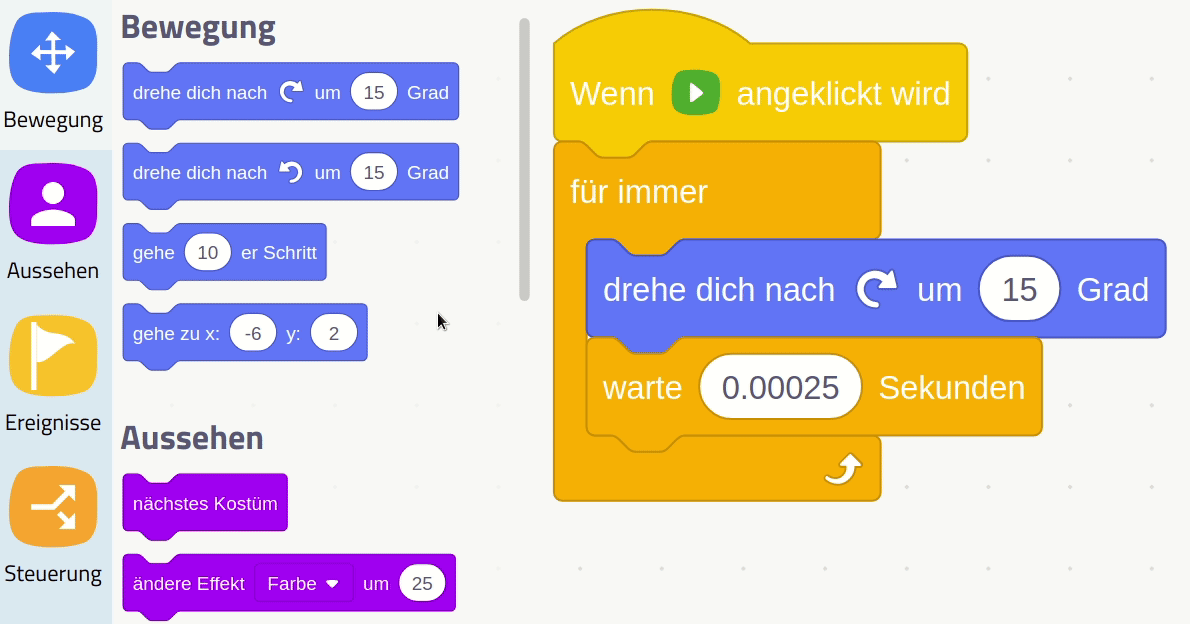 Bewegung
Aussehen
Ereignisse
Steuerung
Bewegung
drehe dich nach um 15 Grad
drehe dich nach um 15 Grad
gehe 10 er Schritt
gehe zu x: -6 y: 2
Aussehen
nächstes Kostüm
ändere Effekt Farbe um 25
Wenn angeklickt wird
für immer
drehe dich nach um 15 Grad
warte 0.00025 Sekunden